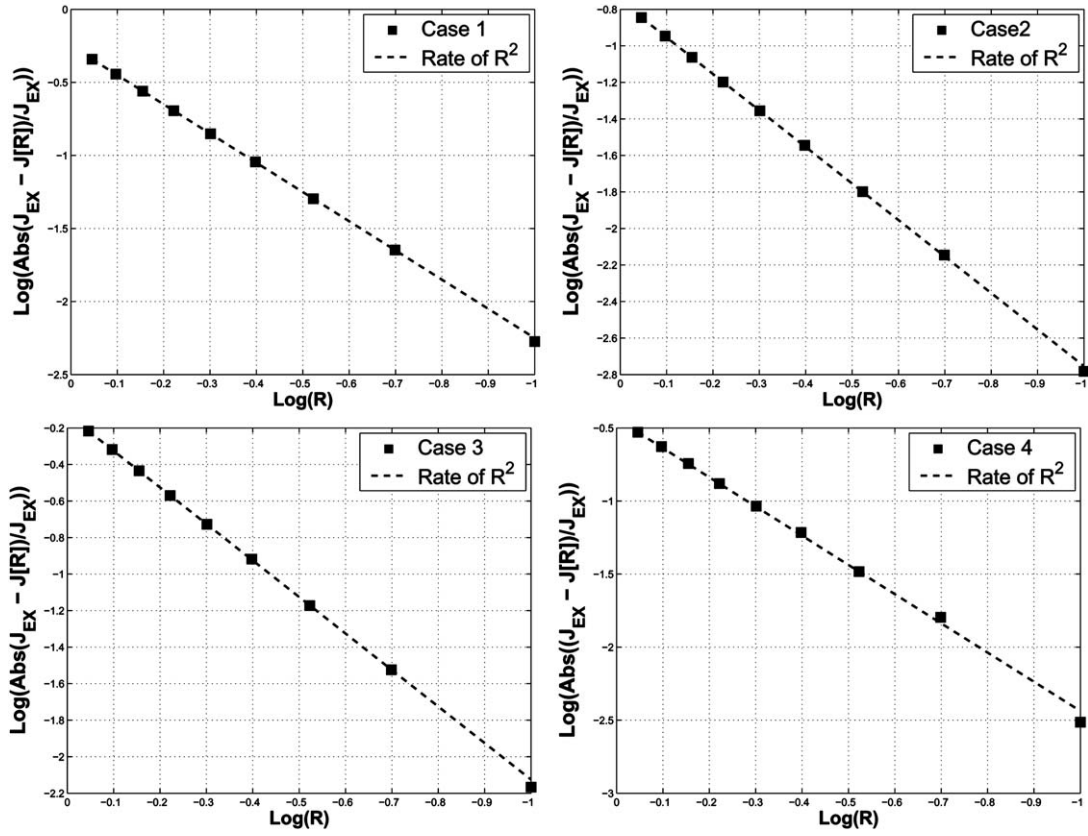 0
-0.5
-1
-1.5
-2
-2.5
0 -0.1 -0.2 -0.3 -0.4 -0.5 -0.6 -0.7 -0.8 -0.9 -1
Log(R)
Log(Abs(J_EX − J[R])/J_EX))
Case 1
Rate of R²
-0.8
-1
-1.2
-1.4
-1.6
-1.8
-2
-2.2
-2.4
-2.6
-2.8
0 -0.1 -0.2 -0.3 -0.4 -0.5 -0.6 -0.7 -0.8 -0.9 -1
Log(R)
Log(Abs(J_EX − J[R])/J_EX))
Case2
Rate of R²
-0.2
-0.4
-0.6
-0.8
-1
-1.2
-1.4
-1.6
-1.8
-2
-2.2
0 -0.1 -0.2 -0.3 -0.4 -0.5 -0.6 -0.7 -0.8 -0.9 -1
Log(R)
Log(Abs(J_EX − J[R])/J_EX))
Case 3
Rate of R²
-0.5
-1
-1.5
-2
-2.5
-3
0 -0.1 -0.2 -0.3 -0.4 -0.5 -0.6 -0.7 -0.8 -0.9 -1
Log(R)
Log(Abs((J_EX − J[R])/J_EX))
Case 4
Rate of R²